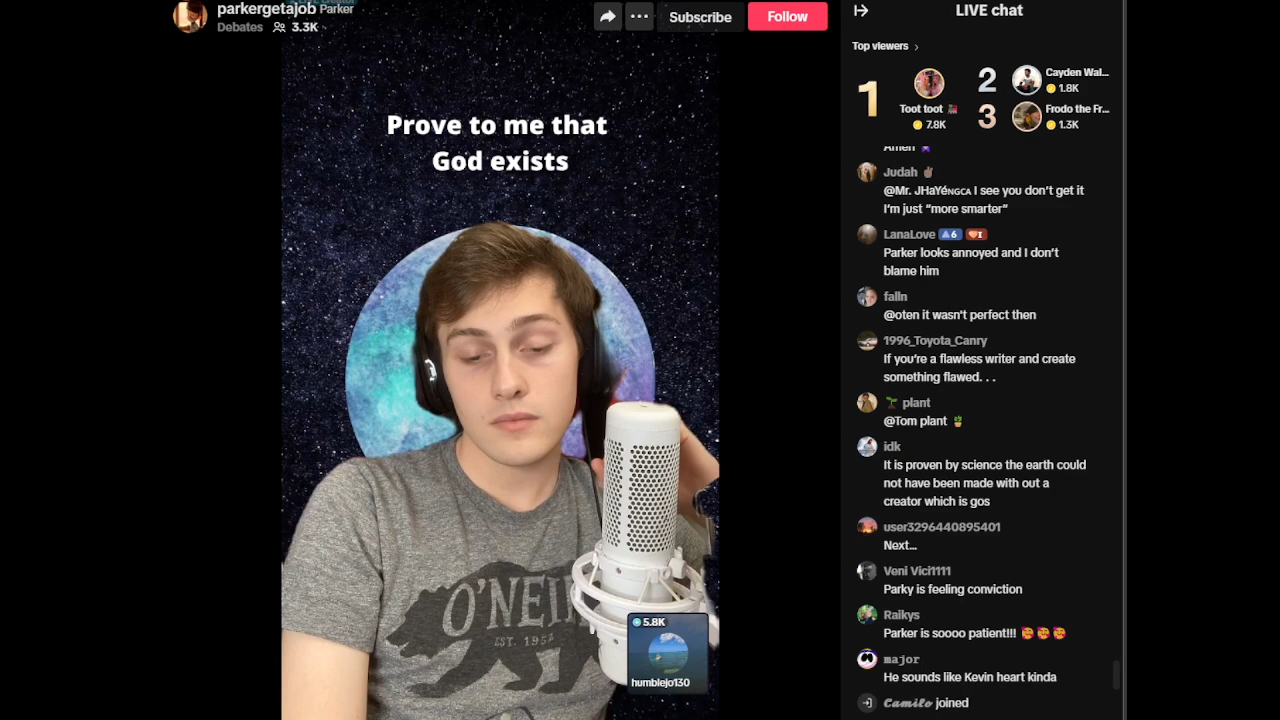 parkergetajob Parker
Debates 3.3K
Subscribe
Follow
Prove to me that
God exists
O'NEIL
EST. 1952
5.8K
humblejo130
LIVE chat
Top viewers
1
Toot toot
7.8K
2
Cayden Wal...
1.8K
3
Frodo the Fr...
1.3K
Amen
Judah
@Mr. JHaYéɴɢᴄᴀ I see you don't get it
I'm just “more smarter”
LanaLove 6 I
Parker looks annoyed and I don't
blame him
falln
@oten it wasn't perfect then
1996_Toyota_Canry
If you're a flawless writer and create
something flawed. . .
plant
@Tom plant
idk
It is proven by science the earth could
not have been made with out a
creator which is gos
user3296440895401
Next...
Veni Vici1111
Parky is feeling conviction
Raikys
Parker is soooo patient!!!
major
He sounds like Kevin heart kinda
Camilo joined